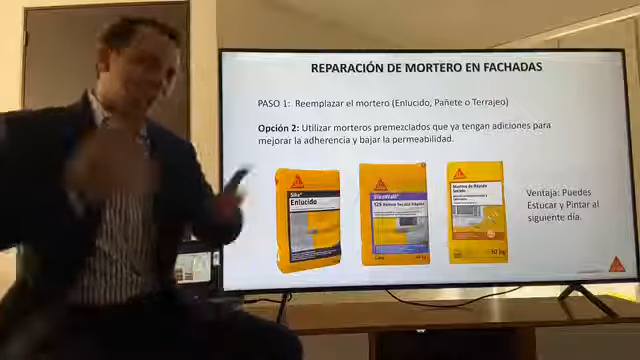 REPARACIÓN DE MORTERO EN FACHADAS
PASO 1: Reemplazar el mortero (Enlucido, Pañete o Terrajeo)
Opción 2: Utilizar morteros premezclados que ya tengan adiciones para
mejorar la adherencia y bajar la permeabilidad.
Sika
Enlucido
SikaWall
Ventaja: Puedes
Estucar y Pintar al
siguiente día.